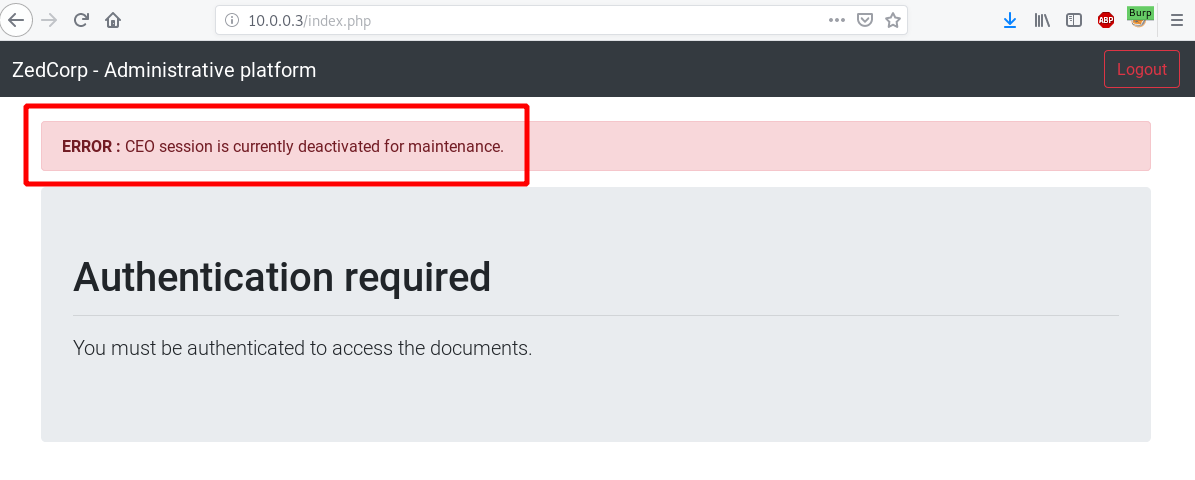 10.0.0.3/index.php
ABP
Burp
ZedCorp - Administrative platform
Logout
ERROR : CEO session is currently deactivated for maintenance.
Authentication required
You must be authenticated to access the documents.